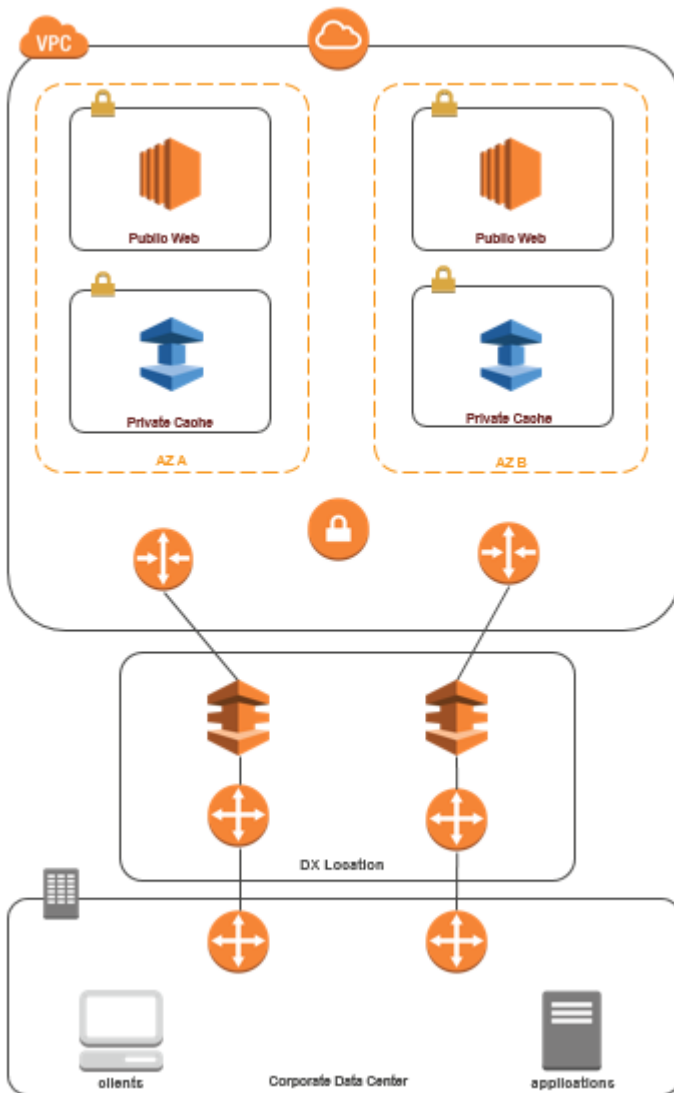 VPC
Public Web
Public Web
Private Cache
Private Cache
AZ A
AZ B
DX Location
clients
Corporate Data Center
applications